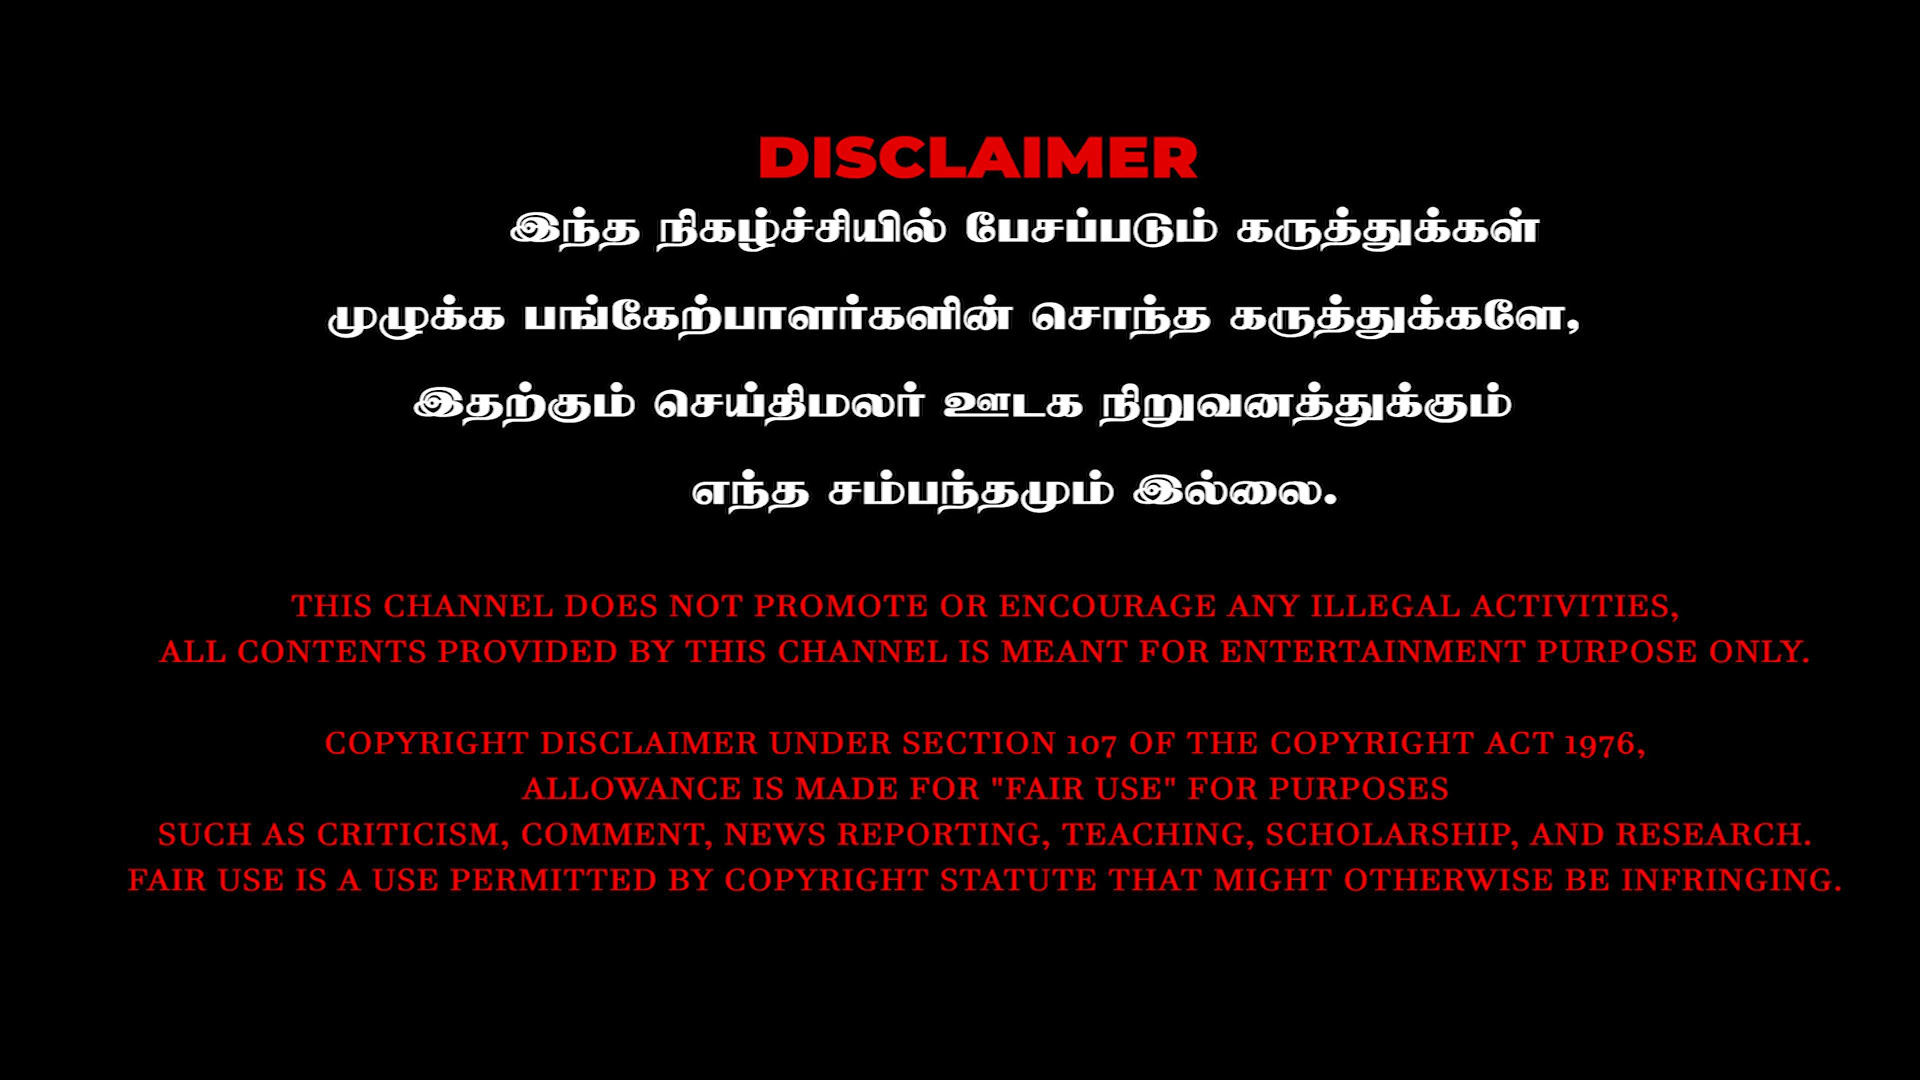 DISCLAIMER
இந்த நிகழ்ச்சியில் பேசப்படும் கருத்துக்கள்
முழுக்க பங்கேற்பாளர்களின் சொந்த கருத்துக்களே,
இதற்கும் செய்திமலர் ஊடக நிறுவனத்துக்கும்
எந்த சம்பந்தமும் இல்லை.
THIS CHANNEL DOES NOT PROMOTE OR ENCOURAGE ANY ILLEGAL ACTIVITIES,
ALL CONTENTS PROVIDED BY THIS CHANNEL IS MEANT FOR ENTERTAINMENT PURPOSE ONLY.
COPYRIGHT DISCLAIMER UNDER SECTION 107 OF THE COPYRIGHT ACT 1976,
ALLOWANCE IS MADE FOR "FAIR USE" FOR PURPOSES
SUCH AS CRITICISM, COMMENT, NEWS REPORTING, TEACHING, SCHOLARSHIP, AND RESEARCH.
FAIR USE IS A USE PERMITTED BY COPYRIGHT STATUTE THAT MIGHT OTHERWISE BE INFRINGING.